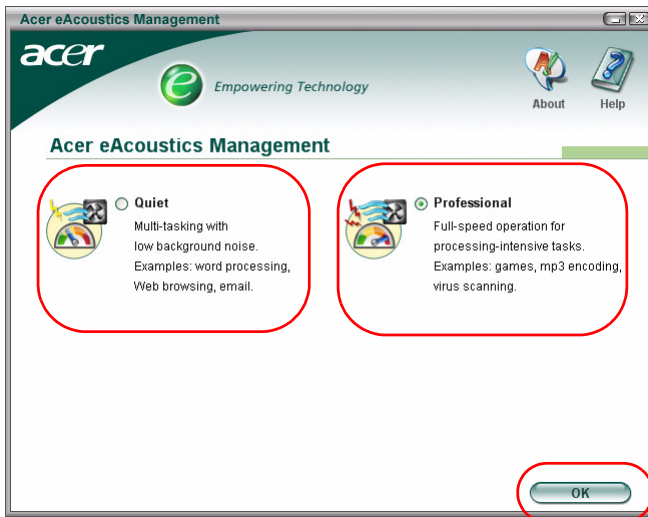 Acer eAcoustics Management
acer
e Empowering Technology
About Help
Acer eAcoustics Management
Quiet
Multi-tasking with
low background noise.
Examples: word processing,
Web browsing, email.
Professional
Full-speed operation for
processing-intensive tasks.
Examples: games, mp3 encoding,
virus scanning.
OK